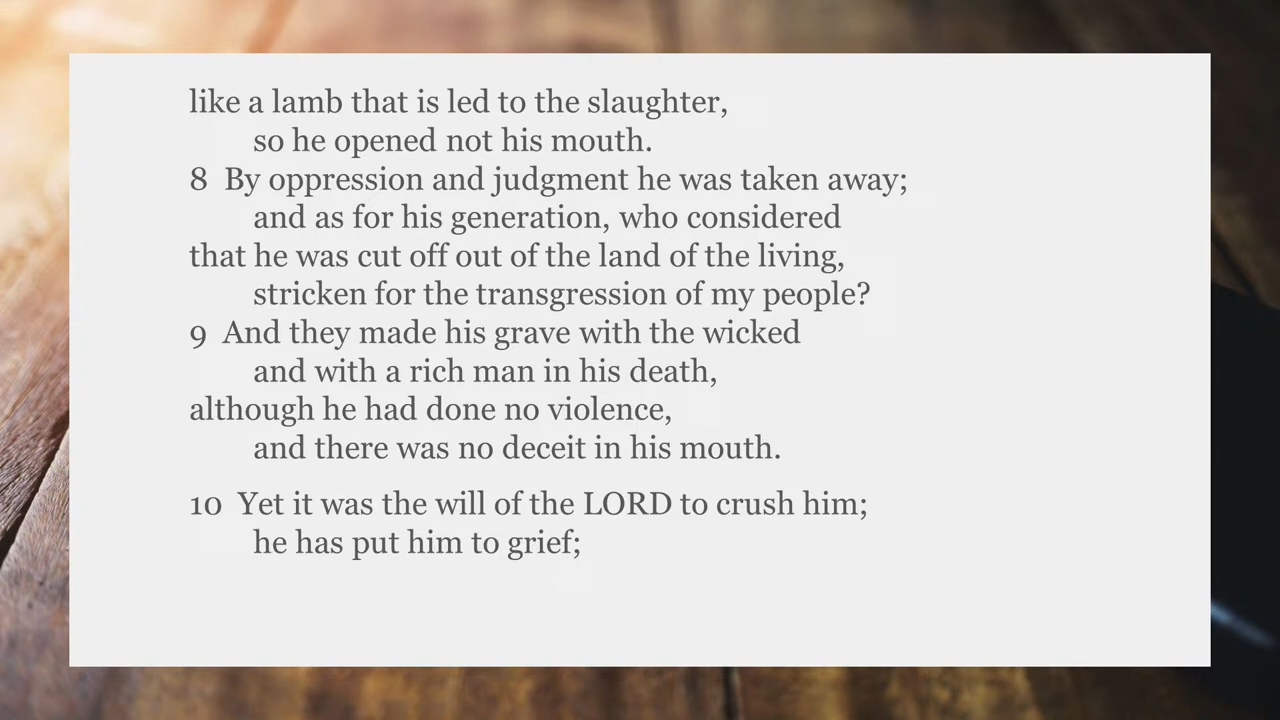 like a lamb that is led to the slaughter,
so he opened not his mouth.
8 By oppression and judgment he was taken away;
and as for his generation, who considered
that he was cut off out of the land of the living,
stricken for the transgression of my people?
9 And they made his grave with the wicked
and with a rich man in his death,
although he had done no violence,
and there was no deceit in his mouth.
10 Yet it was the will of the LORD to crush him;
he has put him to grief;